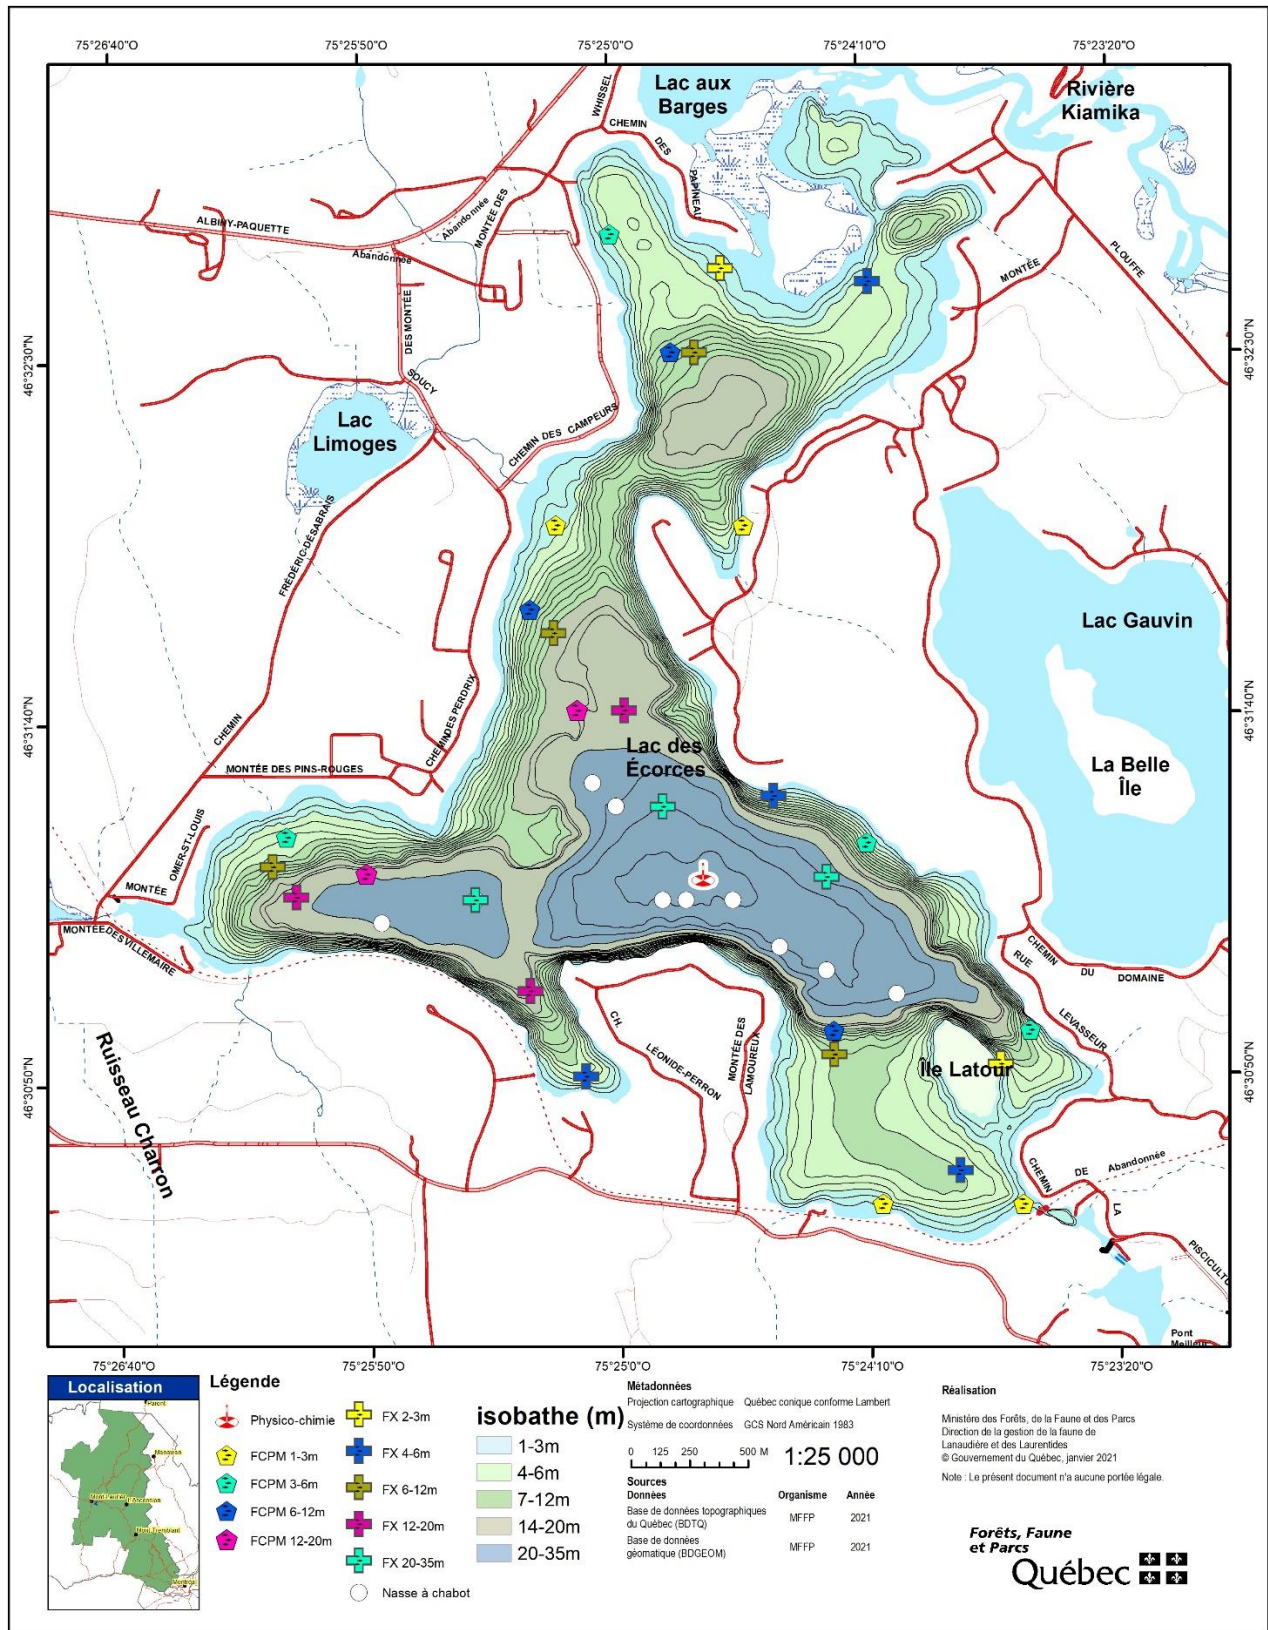 75°26'40"O
75°25'50"O
75°25'0"O
75°24'10"O
75°23'20"O
Lac aux
Barges
Rivière
Kiamika
WHISSEL
CHEMIN
DES
PAPINEAU
ALBINY-PAQUETTE
Abandonnée
Abandonnée
MONTÉE DES
PLOUFFE
MONTÉE
DES MONTÉE
SOUCY
46°32'30"N
46°32'30"N
Lac
Limoges
CHEMIN DES CAMPEURS
FRÉDÉRIC-DÉSABRAIS
CHEMIN
Lac Gauvin
La Belle
Île
46°31'40"N
46°31'40"N
CHEMIN DES PERDRIX
MONTÉE DES PINS-ROUGES
Lac des
Écorces
OMER-ST-LOUIS
MONTÉE
MONTÉE DES VILLEMAIRE
CHEMIN
DU
DOMAINE
RUE
LEVASSEUR
CH.
LÉONIDE-PERRON
MONTÉE DES
LAMOUREUX
Île Latour
46°30'50"N
46°30'50"N
Ruisseau Charron
CHEMIN
DE
Abandonnée
LA
PISCICULTU
Pont
75°26'40"O
75°25'50"O
75°25'0"O
75°24'10"O
75°23'20"O
Localisation
Parent
Montréal
Légende
Physico-chimie
FCPM 1-3m
FCPM 3-6m
FCPM 6-12m
FCPM 12-20m
FX 2-3m
FX 4-6m
FX 6-12m
FX 12-20m
FX 20-35m
Nasse à chabot
isobathe (m)
1-3m
4-6m
7-12m
14-20m
20-35m
Métadonnées
Projection cartographique Québec conique conforme Lambert
Système de coordonnées GCS Nord Américain 1983
0 125 250 500 M
1:25 000
Sources
Données Organisme Année
Base de données topographiques
du Québec (BDTQ) MFFP 2021
Base de données
géomatique (BDGEOM) MFFP 2021
Réalisation
Ministère des Forêts, de la Faune et des Parcs
Direction de la gestion de la faune de
Lanaudière et des Laurentides
© Gouvernement du Québec, janvier 2021
Note : Le présent document n'a aucune portée légale.
Forêts, Faune
et Parcs
Québec